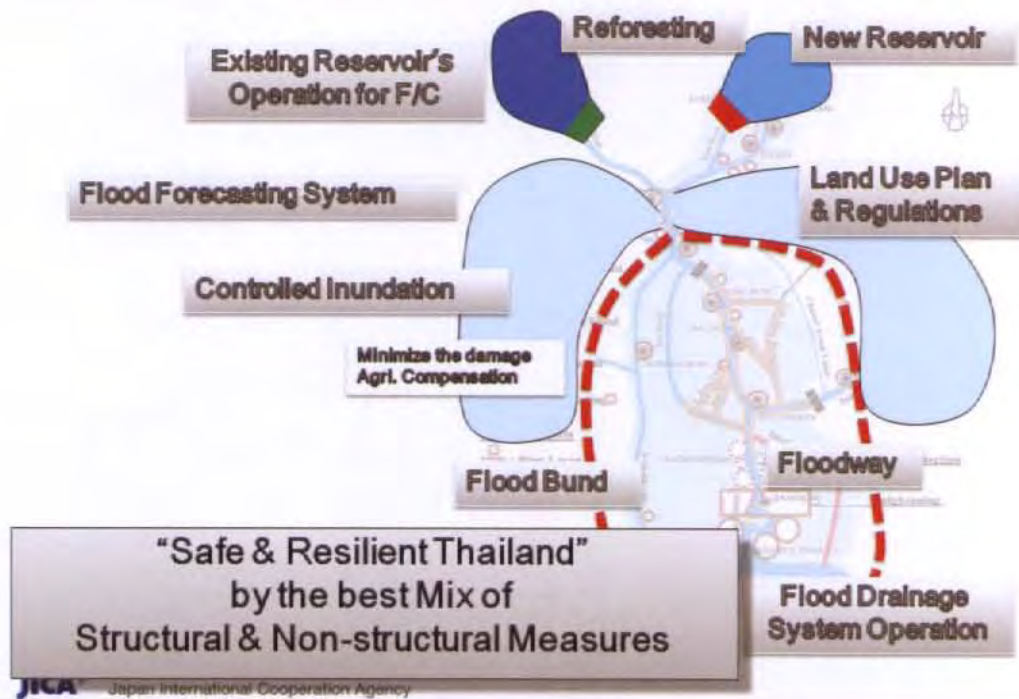 Reforesting
New Reservoir
Existing Reservoir's
Operation for F/C
Flood Forecasting System
Land Use Plan
& Regulations
Controlled Inundation
Minimize the damage
Agri. Compensation
Flood Bund
Floodway
"Safe & Resilient Thailand"
by the best Mix of
Structural & Non-structural Measures
Flood Drainage
System Operation
JICA
Japan International Cooperation Agency